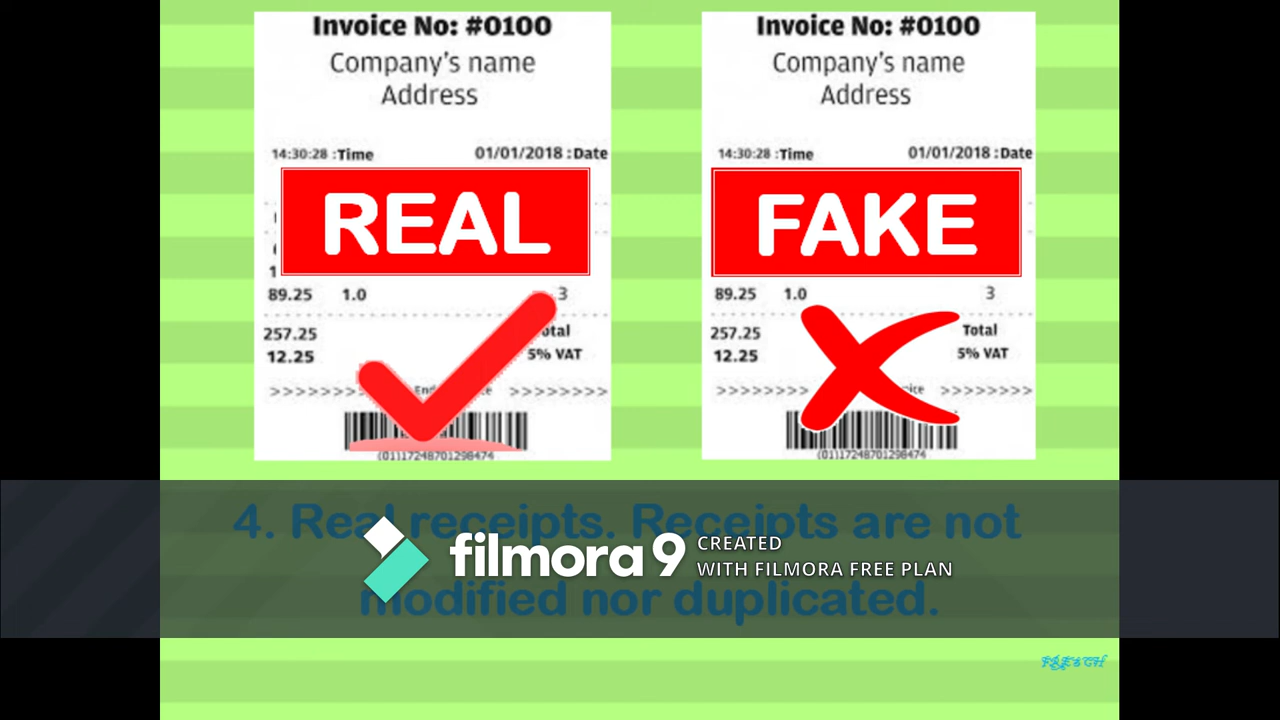 Invoice No: #0100
Company's name
Address
14:30:28 :Time 01/01/2018 :Date
REAL
89.25 1.0 3
257.25
12.25 5% VAT
>>>>>>> >>>>>>>>
(01)17248701298474
Invoice No: #0100
Company's name
Address
14:30:28 :Time 01/01/2018 :Date
FAKE
89.25 1.0 3
257.25 Total
12.25 5% VAT
>>>>>>>> >>>>>>>>
(01)17248701298474
4. Real receipts. Receipts are not
modified nor duplicated.
filmora9
CREATED
WITH FILMORA FREE PLAN